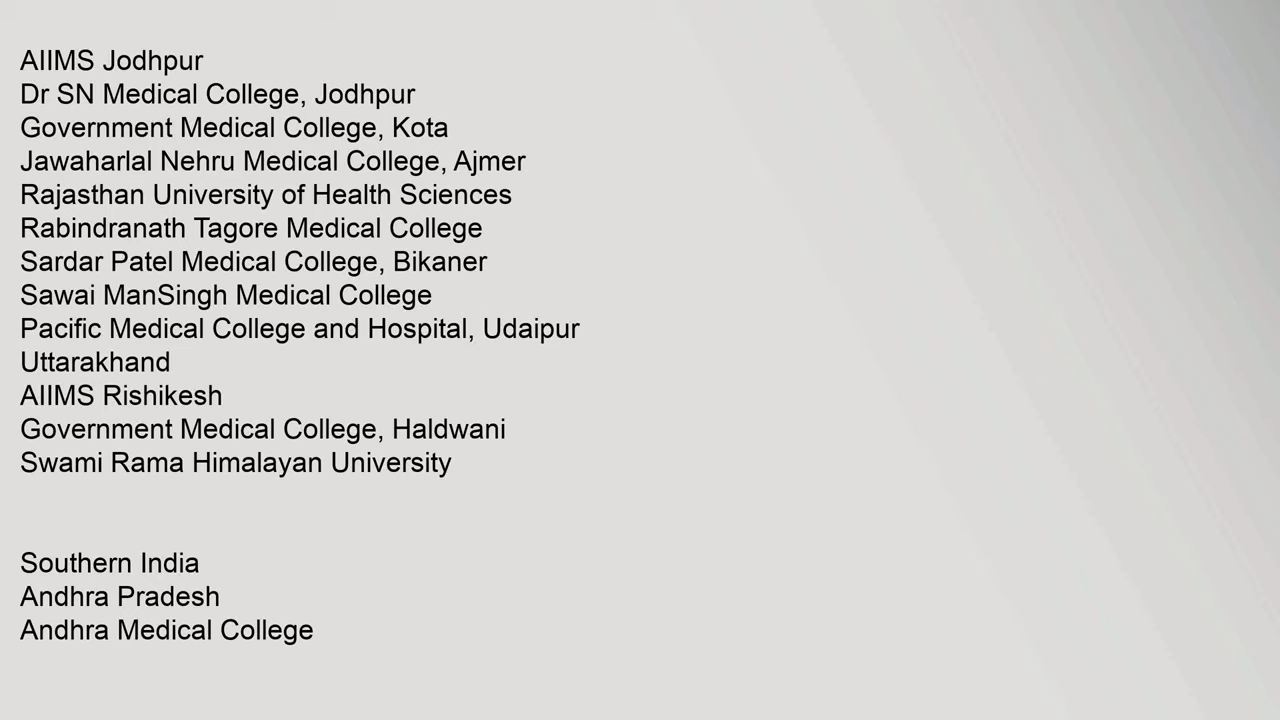 AIIMS Jodhpur
Dr SN Medical College, Jodhpur
Government Medical College, Kota
Jawaharlal Nehru Medical College, Ajmer
Rajasthan University of Health Sciences
Rabindranath Tagore Medical College
Sardar Patel Medical College, Bikaner
Sawai ManSingh Medical College
Pacific Medical College and Hospital, Udaipur
Uttarakhand
AIIMS Rishikesh
Government Medical College, Haldwani
Swami Rama Himalayan University
Southern India
Andhra Pradesh
Andhra Medical College